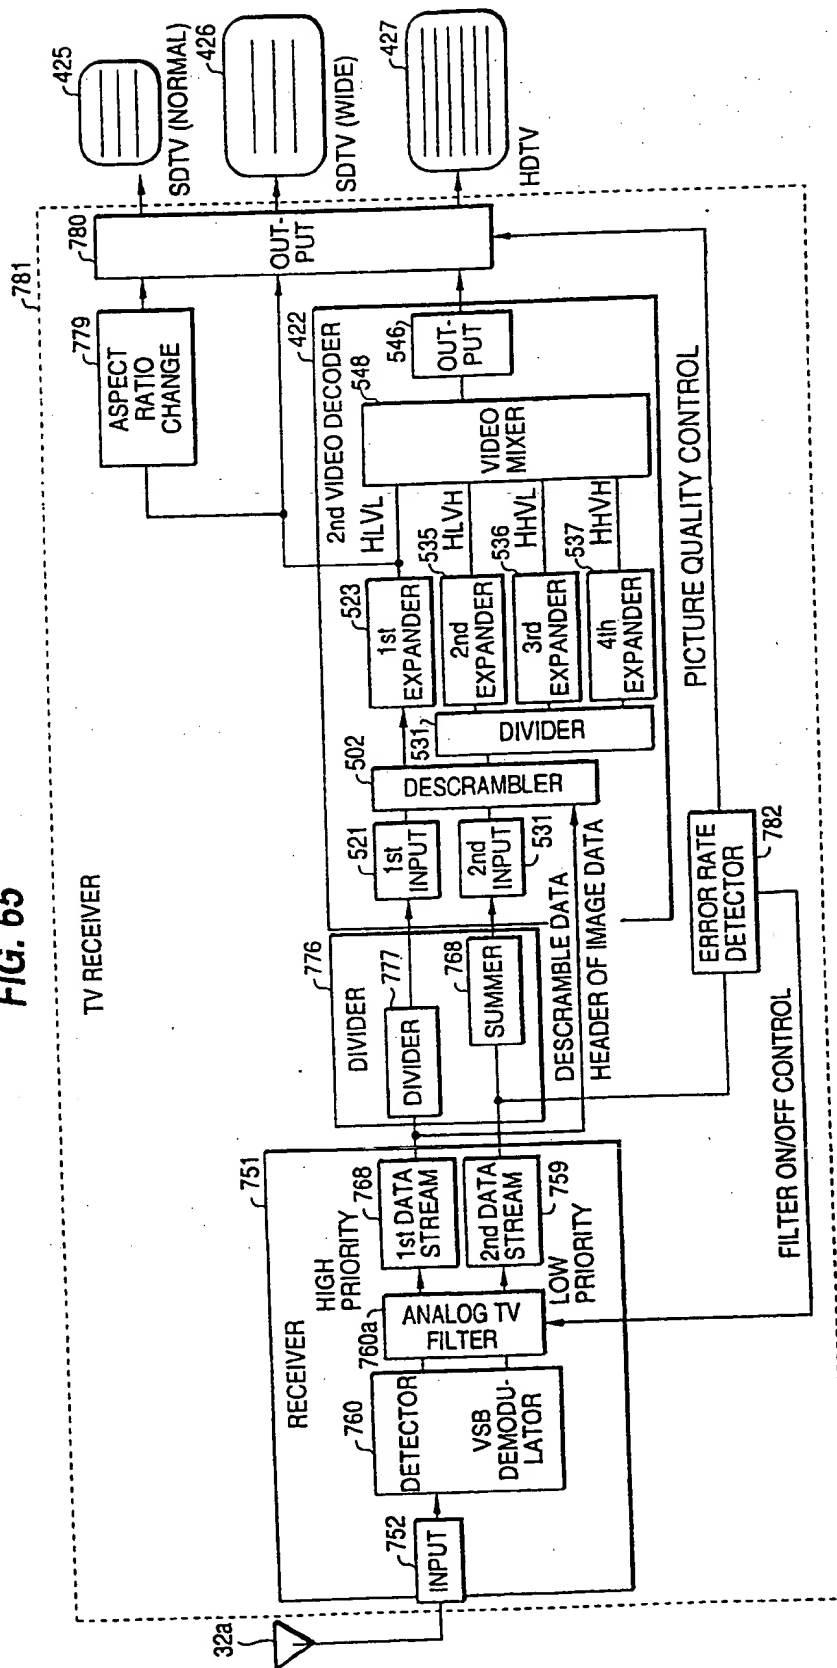 FIG. 65
TV RECEIVER
781
32a
751
RECEIVER
752
INPUT
760
DETECTOR
VSB
DEMODU-
LATOR
760a
ANALOG TV
FILTER
HIGH
PRIORITY
768
1st DATA
STREAM
2nd DATA
STREAM
759
LOW
PRIORITY
776
DIVIDER
777
DIVIDER
768
SUMMER
DESCRAMBLE DATA
HEADER OF IMAGE DATA
2nd VIDEO DECODER
422
521
1st
INPUT
2nd
INPUT
531
502
DESCRAMBLER
531
DIVIDER
523
1st
EXPANDER
535
2nd
EXPANDER
536
3rd
EXPANDER
537
4th
EXPANDER
HLVL
HLVH
HHVL
HHVH
548
VIDEO
MIXER
546
OUT-
PUT
779
ASPECT
RATIO
CHANGE
780
OUT-
PUT
425
SDTV (NORMAL)
426
SDTV (WIDE)
427
HDTV
ERROR RATE
DETECTOR
782
FILTER ON/OFF CONTROL
PICTURE QUALITY CONTROL